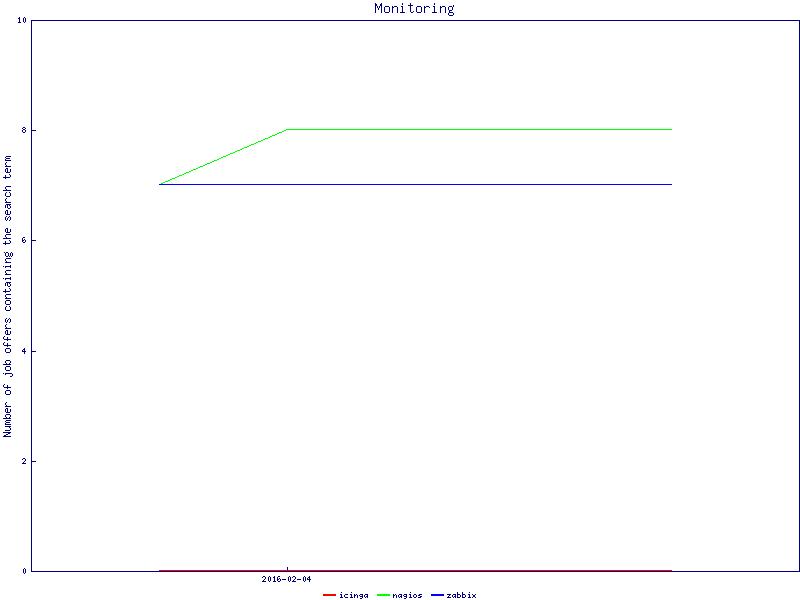 Monitoring
10
8
6
4
2
0
Number of job offers containing the search term
2016-02-04
icinga nagios zabbix